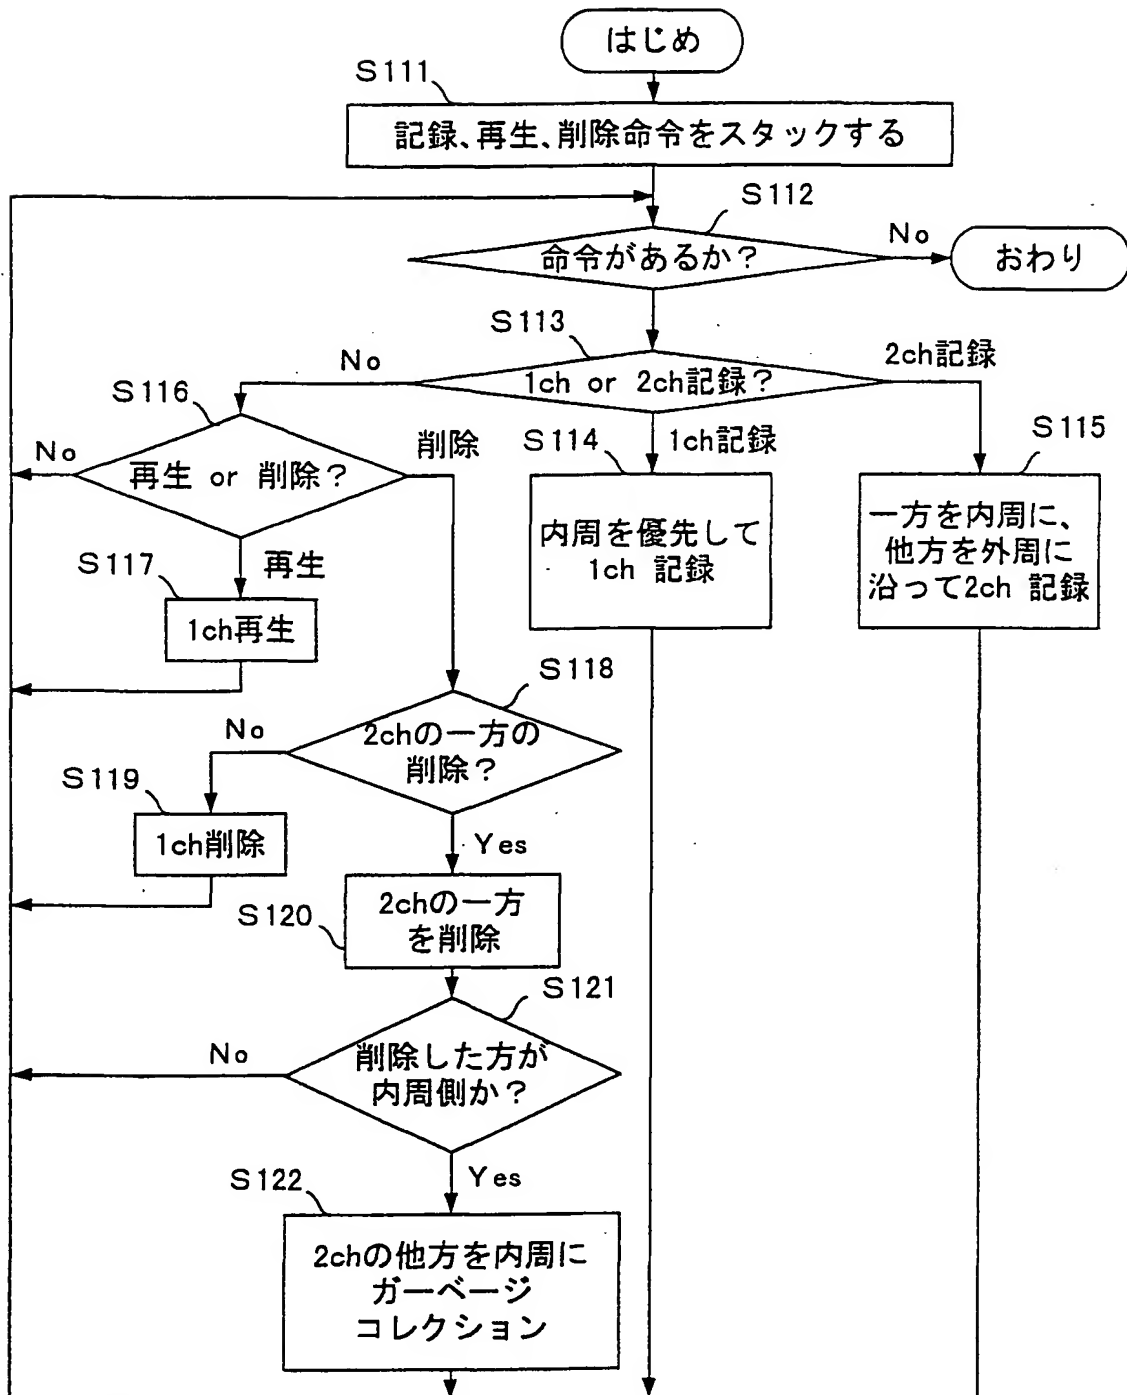 はじめ
S111
記録、再生、削除命令をスタックする
S112
命令があるか?
No
おわり
S113
No
1ch or 2ch記録?
2ch記録
S116
No
再生 or 削除?
削除
S114
1ch記録
S115
内周を優先して
1ch 記録
一方を内周に、
他方を外周に
沿って2ch 記録
S117
再生
1ch再生
S118
No
2chの一方の
削除?
S119
1ch削除
Yes
S120
2chの一方
を削除
S121
No
削除した方が
内周側か?
S122
Yes
2chの他方を内周に
ガーベージ
コレクション